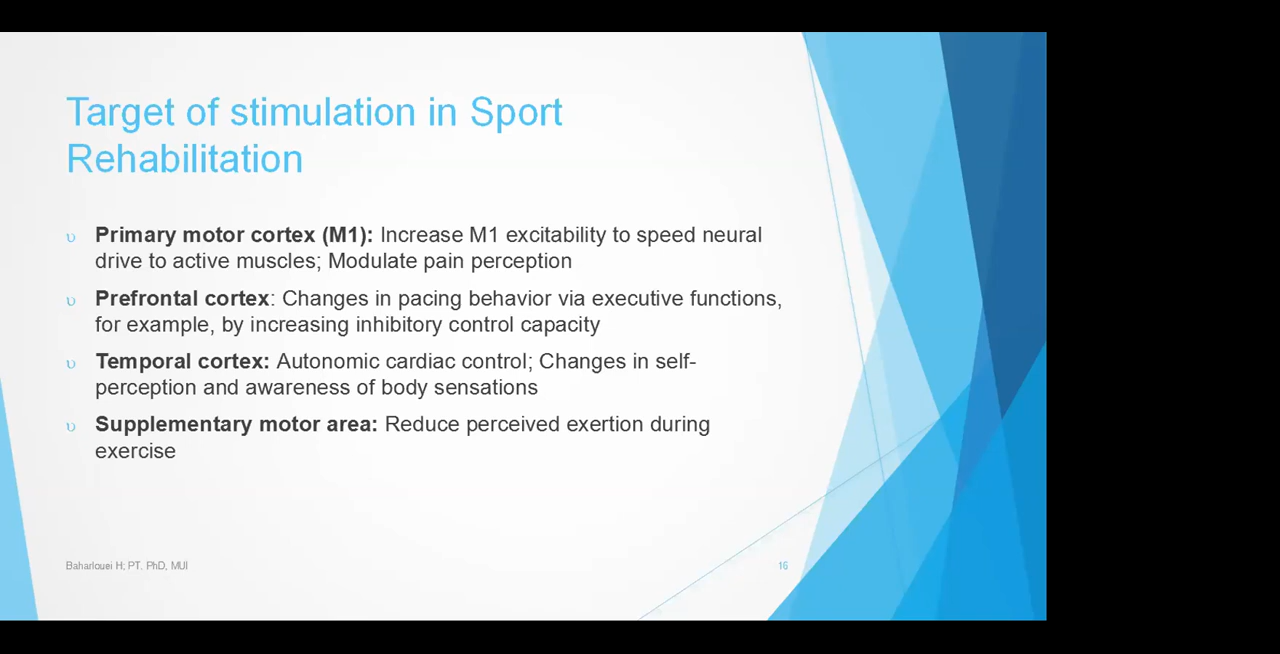 Target of stimulation in Sport
Rehabilitation
υ Primary motor cortex (M1): Increase M1 excitability to speed neural
drive to active muscles; Modulate pain perception
υ Prefrontal cortex: Changes in pacing behavior via executive functions,
for example, by increasing inhibitory control capacity
υ Temporal cortex: Autonomic cardiac control; Changes in self-
perception and awareness of body sensations
υ Supplementary motor area: Reduce perceived exertion during
exercise
Baharlouei H; PT. PhD, MUI
16